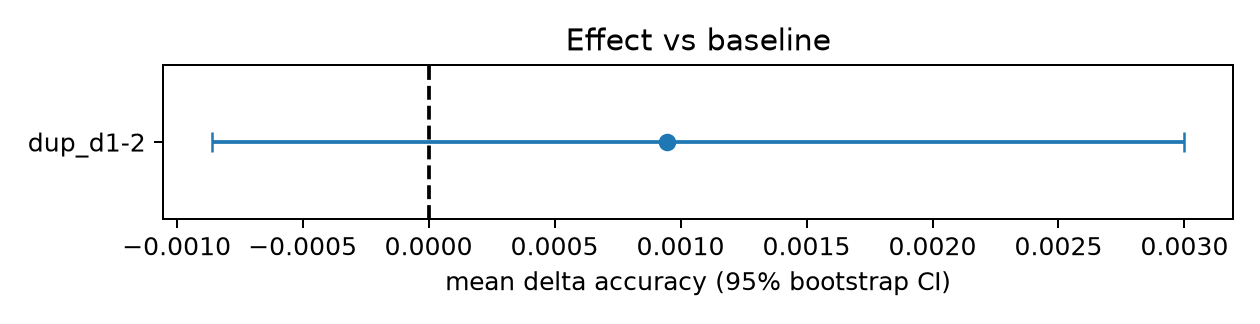 Effect vs baseline
dup_d1-2
−0.0010 −0.0005 0.0000 0.0005 0.0010 0.0015 0.0020 0.0025 0.0030
mean delta accuracy (95% bootstrap CI)